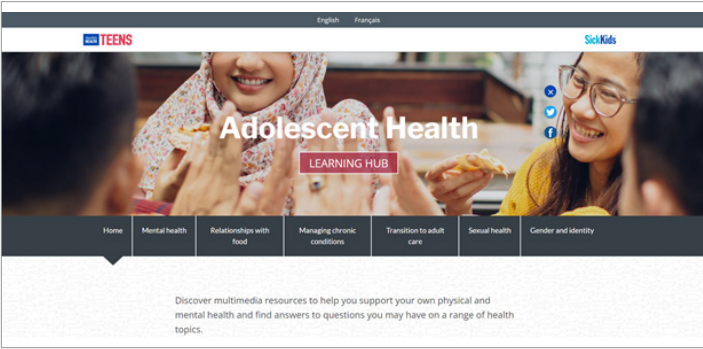 English Français
TEENS SickKids
Adolescent Health
LEARNING HUB
Home Mental health Relationships with food Managing chronic conditions Transition to adult care Sexual health Gender and identity
Discover multimedia resources to help you support your own physical and
mental health and find answers to questions you may have on a range of health
topics.